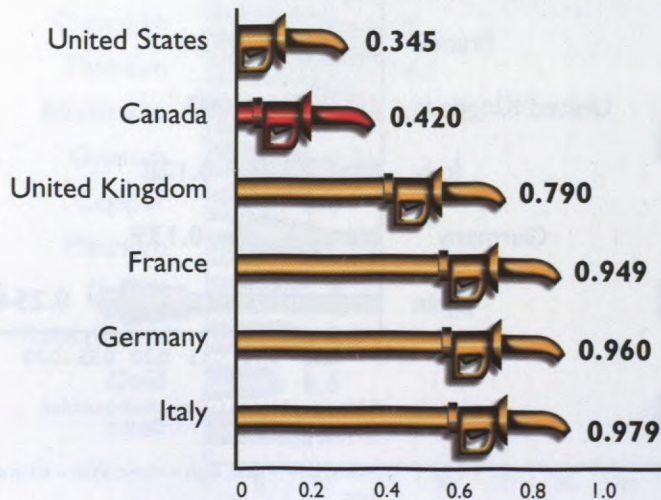 United States 0.345
Canada 0.420
United Kingdom 0.790
France 0.949
Germany 0.960
Italy 0.979
0 0.2 0.4 0.6 0.8 1.0